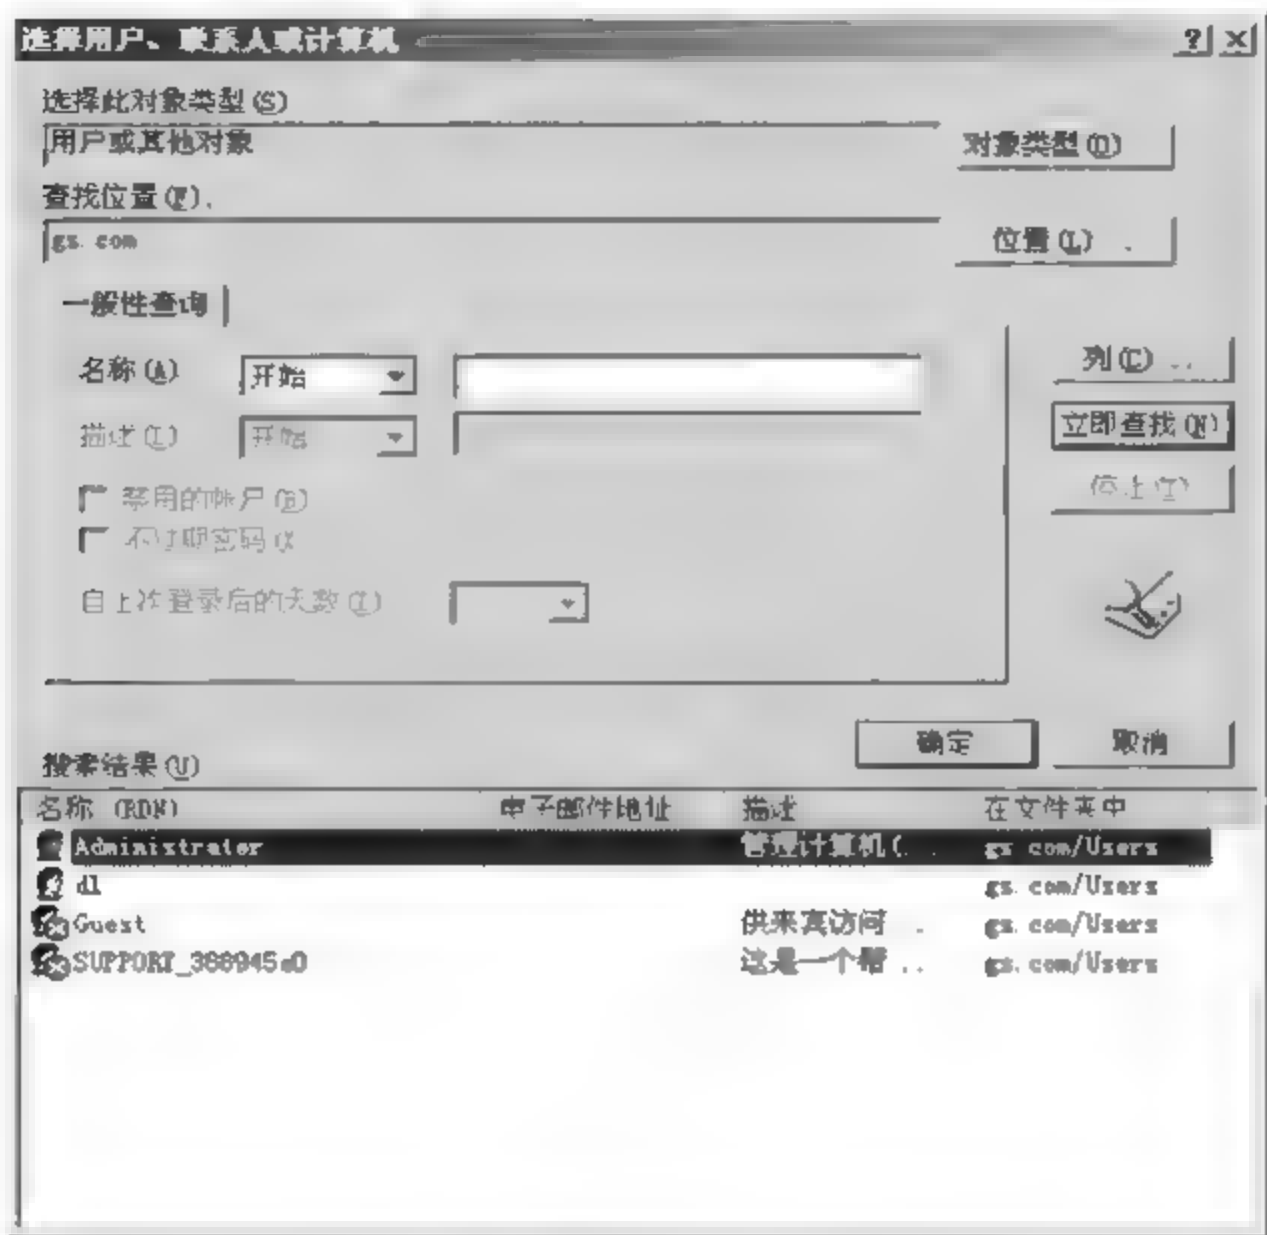 选择用户、联系人或计算机
选择此对象类型(S)
用户或其他对象
对象类型(O)
查找位置(F).
gs.com
位置(L) .
一般性查询
名称(A) 开始
列(C) ..
描述(I) 开始
立即查找(N)
禁用的帐户(B)
停止(T)
不过期密码(X
自上次登录后的天数(I)
确定 取消
搜索结果(U)
名称 (RDN) 电子邮件地址 描述 在文件夹中
Administrator 管理计算机(. . gs.com/Users
dl gs.com/Users
Guest 供来宾访问 . gs.com/Users
SUPPORT_388945a0 这是一个帮 .. gs.com/Users